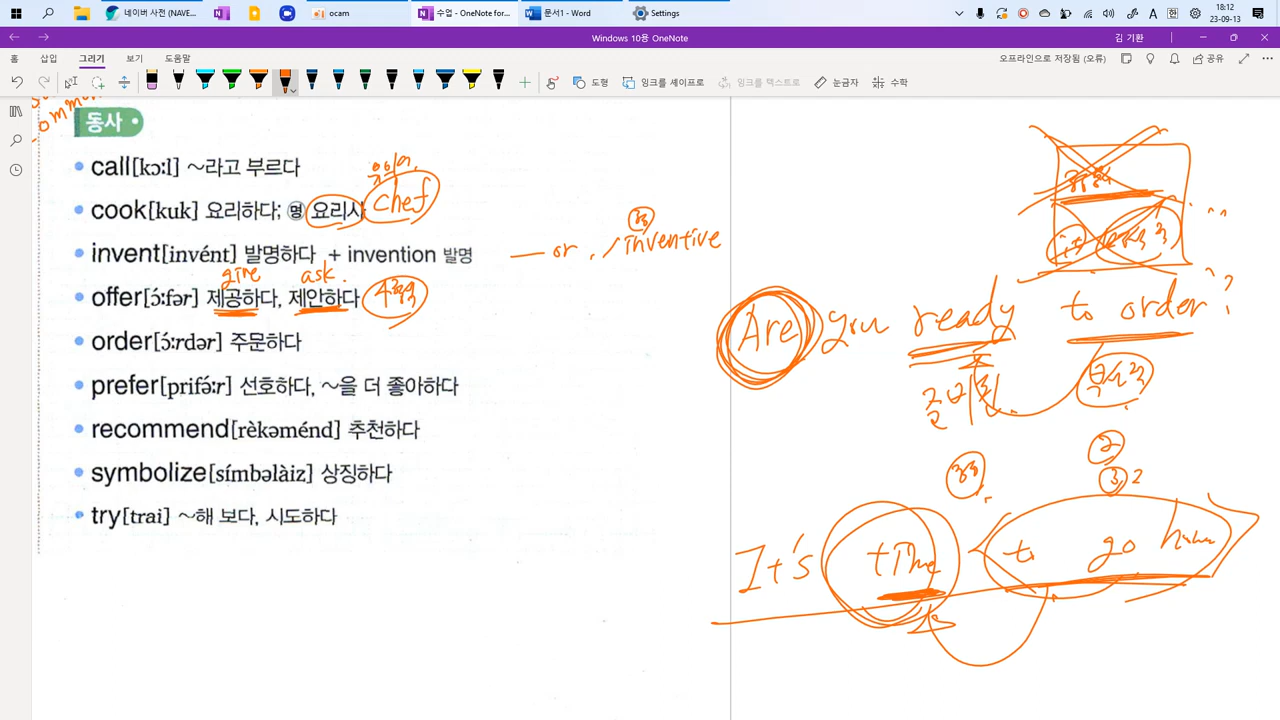 네이버 사전 (NAVE...
ocam
수업 - OneNote for...
문서1 - Word
Settings
A 한
18:12
23-09-13
Windows 10용 OneNote
김 기환
홈 삽입 그리기 보기 도움말
오프라인으로 저장됨 (오류)
공유
도형 잉크를 셰이프로 잉크를 텍스트로 눈금자 수학
동사
call[kɔːl] ～라고 부르다
유의어
cook[kuk] 요리하다; 명 요리사 chef
invent[invént] 발명하다 + invention 발명
or inventive
give ask
offer[ɔ́ːfər] 제공하다, 제안하다
order[ɔ́ːrdər] 주문하다
prefer[prifə́ːr] 선호하다, ～을 더 좋아하다
recommend[rèkəménd] 추천하다
symbolize[símbəlàiz] 상징하다
try[trai] ～해 보다, 시도하다
Are you ready to order?
2
3 2
It's time to go home